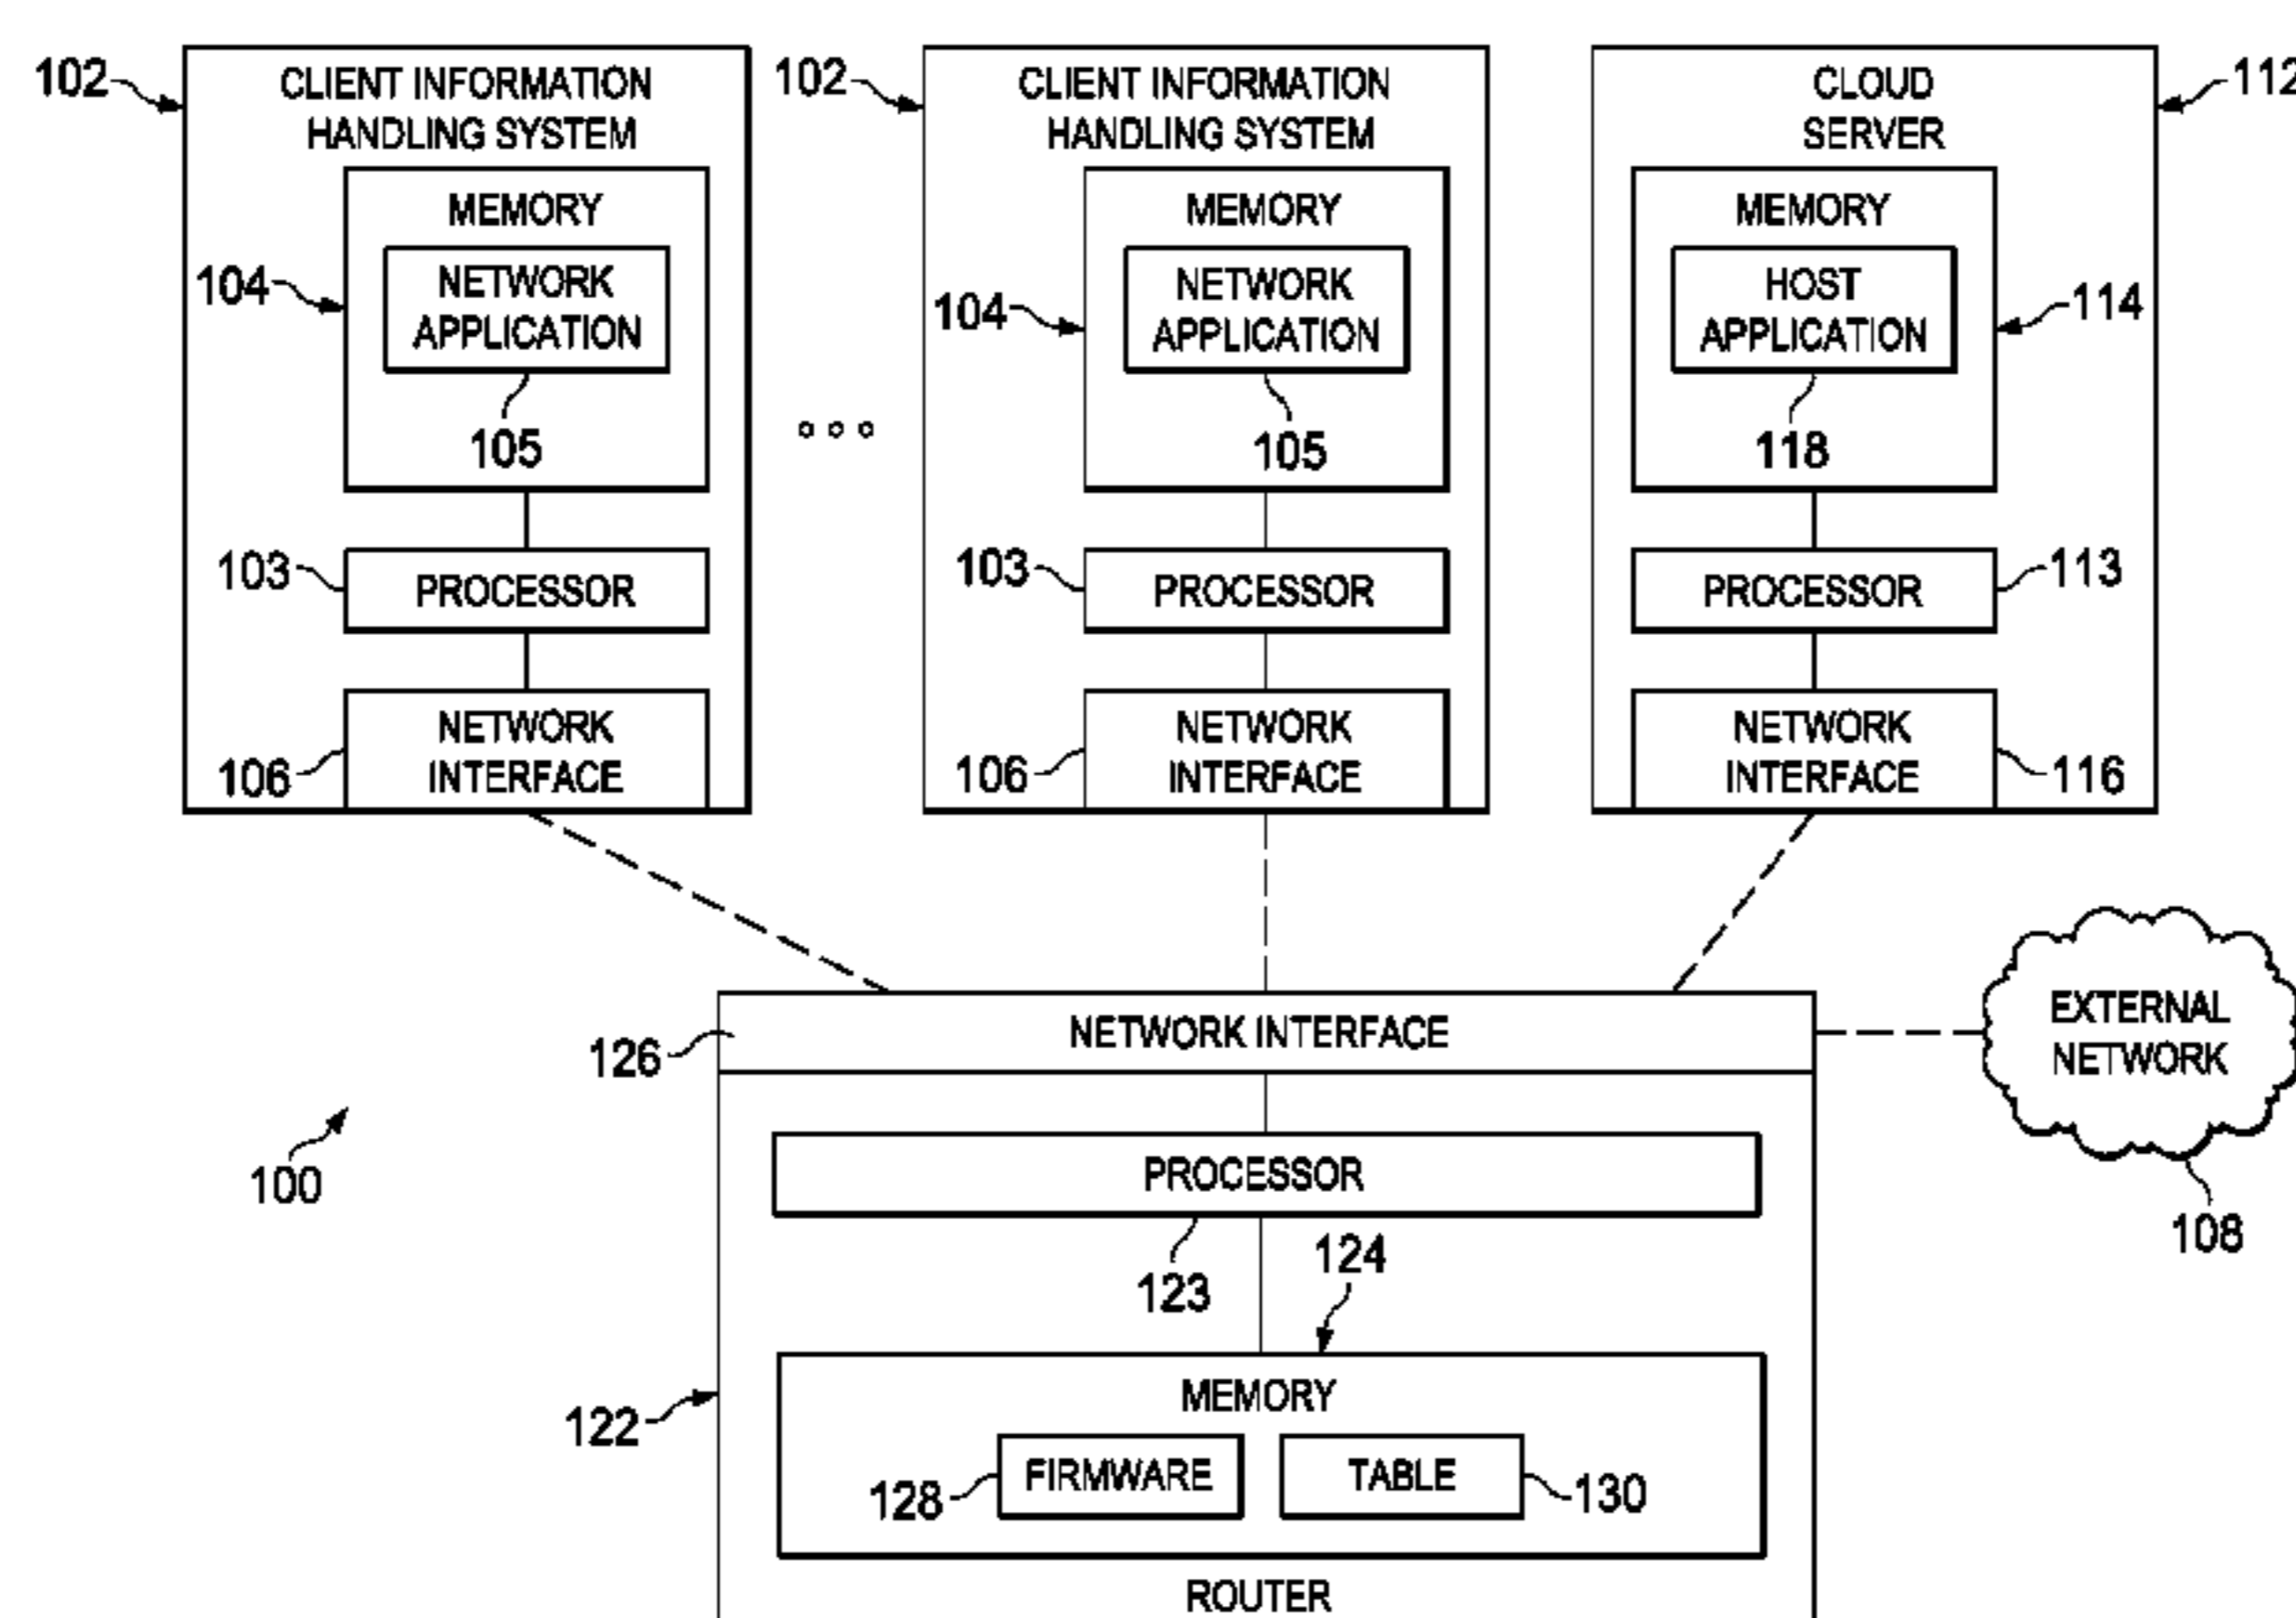 102
CLIENT INFORMATION
HANDLING SYSTEM
MEMORY
104
NETWORK
APPLICATION
105
103
PROCESSOR
106
NETWORK
INTERFACE
102
CLIENT INFORMATION
HANDLING SYSTEM
MEMORY
104
NETWORK
APPLICATION
105
103
PROCESSOR
106
NETWORK
INTERFACE
112
CLOUD
SERVER
MEMORY
HOST
APPLICATION
114
118
PROCESSOR
113
NETWORK
INTERFACE
116
126
NETWORK INTERFACE
EXTERNAL
NETWORK
108
100
PROCESSOR
123
124
122
MEMORY
128
FIRMWARE
TABLE
130
ROUTER